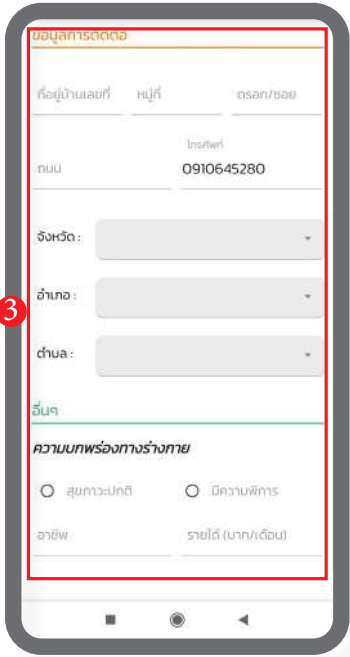 ข้อมูลการติดต่อ
ที่อยู่บ้านเลขที่ หมู่ที่ ตรอก/ซอย
โทรศัพท์
ถนน 0910645280
จังหวัด :
อำเภอ :
3
ตำบล :
อื่นๆ
ความบกพร่องทางร่างกาย
สุขภาวะปกติ มีความพิการ
อาชีพ รายได้ (บาท/เดือน)